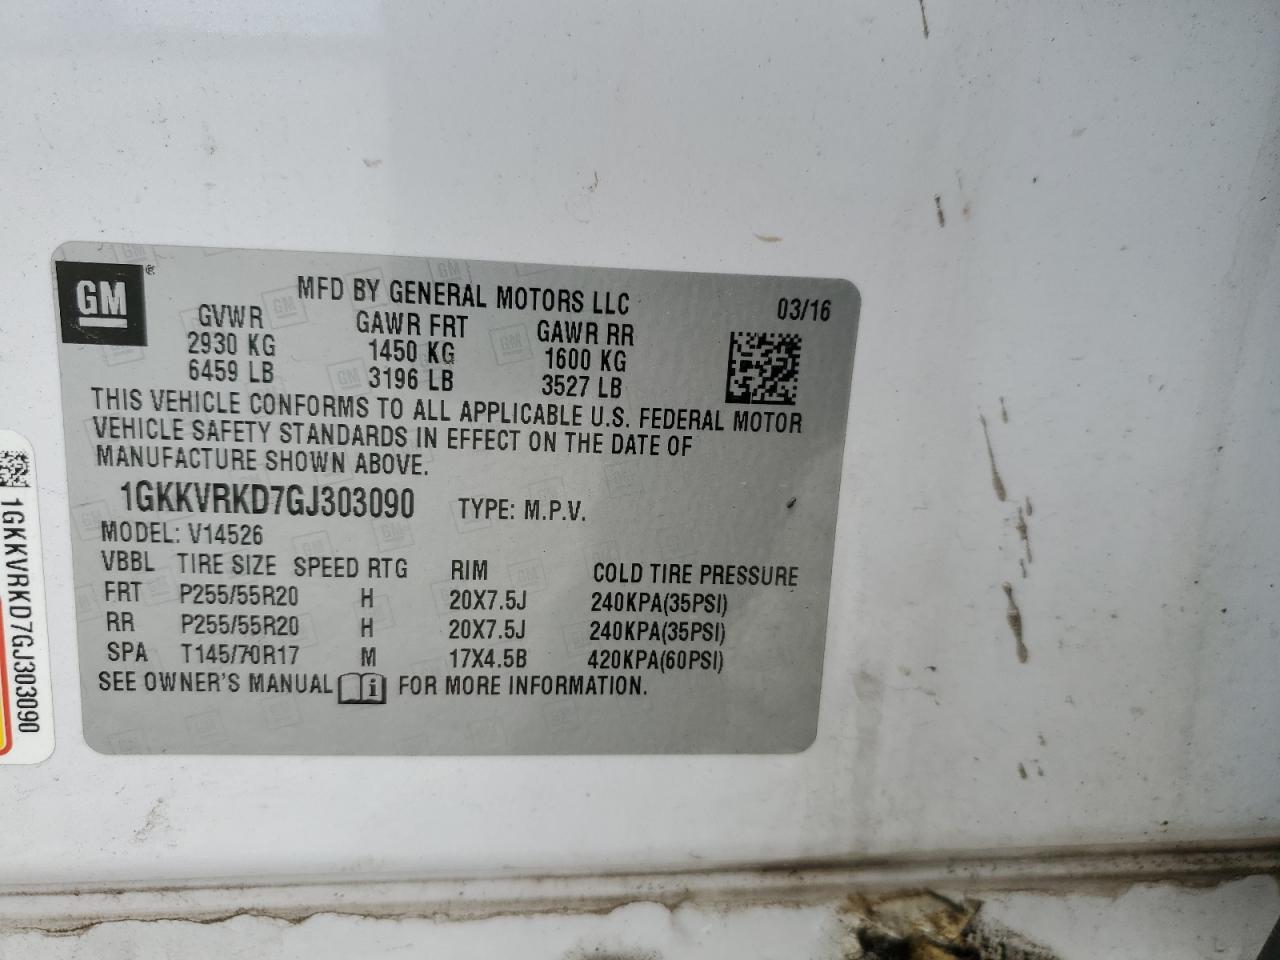 GM
MFD BY GENERAL MOTORS LLC 03/16
GVWR GAWR FRT GAWR RR
2930 KG 1450 KG 1600 KG
6459 LB 3196 LB 3527 LB
THIS VEHICLE CONFORMS TO ALL APPLICABLE U.S. FEDERAL MOTOR
VEHICLE SAFETY STANDARDS IN EFFECT ON THE DATE OF
MANUFACTURE SHOWN ABOVE.
1GKKVRKD7GJ303090 TYPE: M.P.V.
MODEL: V14526
VBBL TIRE SIZE SPEED RTG RIM COLD TIRE PRESSURE
FRT P255/55R20 H 20X7.5J 240KPA(35PSI)
RR P255/55R20 H 20X7.5J 240KPA(35PSI)
SPA T145/70R17 M 17X4.5B 420KPA(60PSI)
SEE OWNER'S MANUAL i FOR MORE INFORMATION.
1GKKVRKD7GJ303090